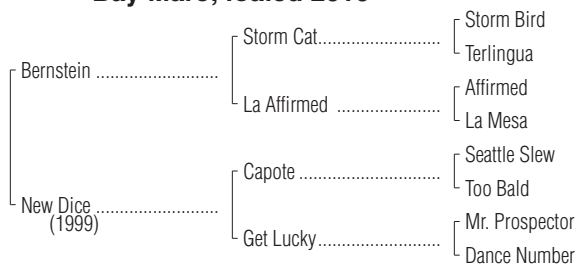 Bay Mare; foaled 2010
Storm Bird
Storm Cat..............................
Terlingua
Bernstein ..............................
Affirmed
La Affirmed .........................
La Mesa
Seattle Slew
Capote ..................................
Too Bald
New Dice ..............................
(1999)
Mr. Prospector
Get Lucky..............................
Dance Number